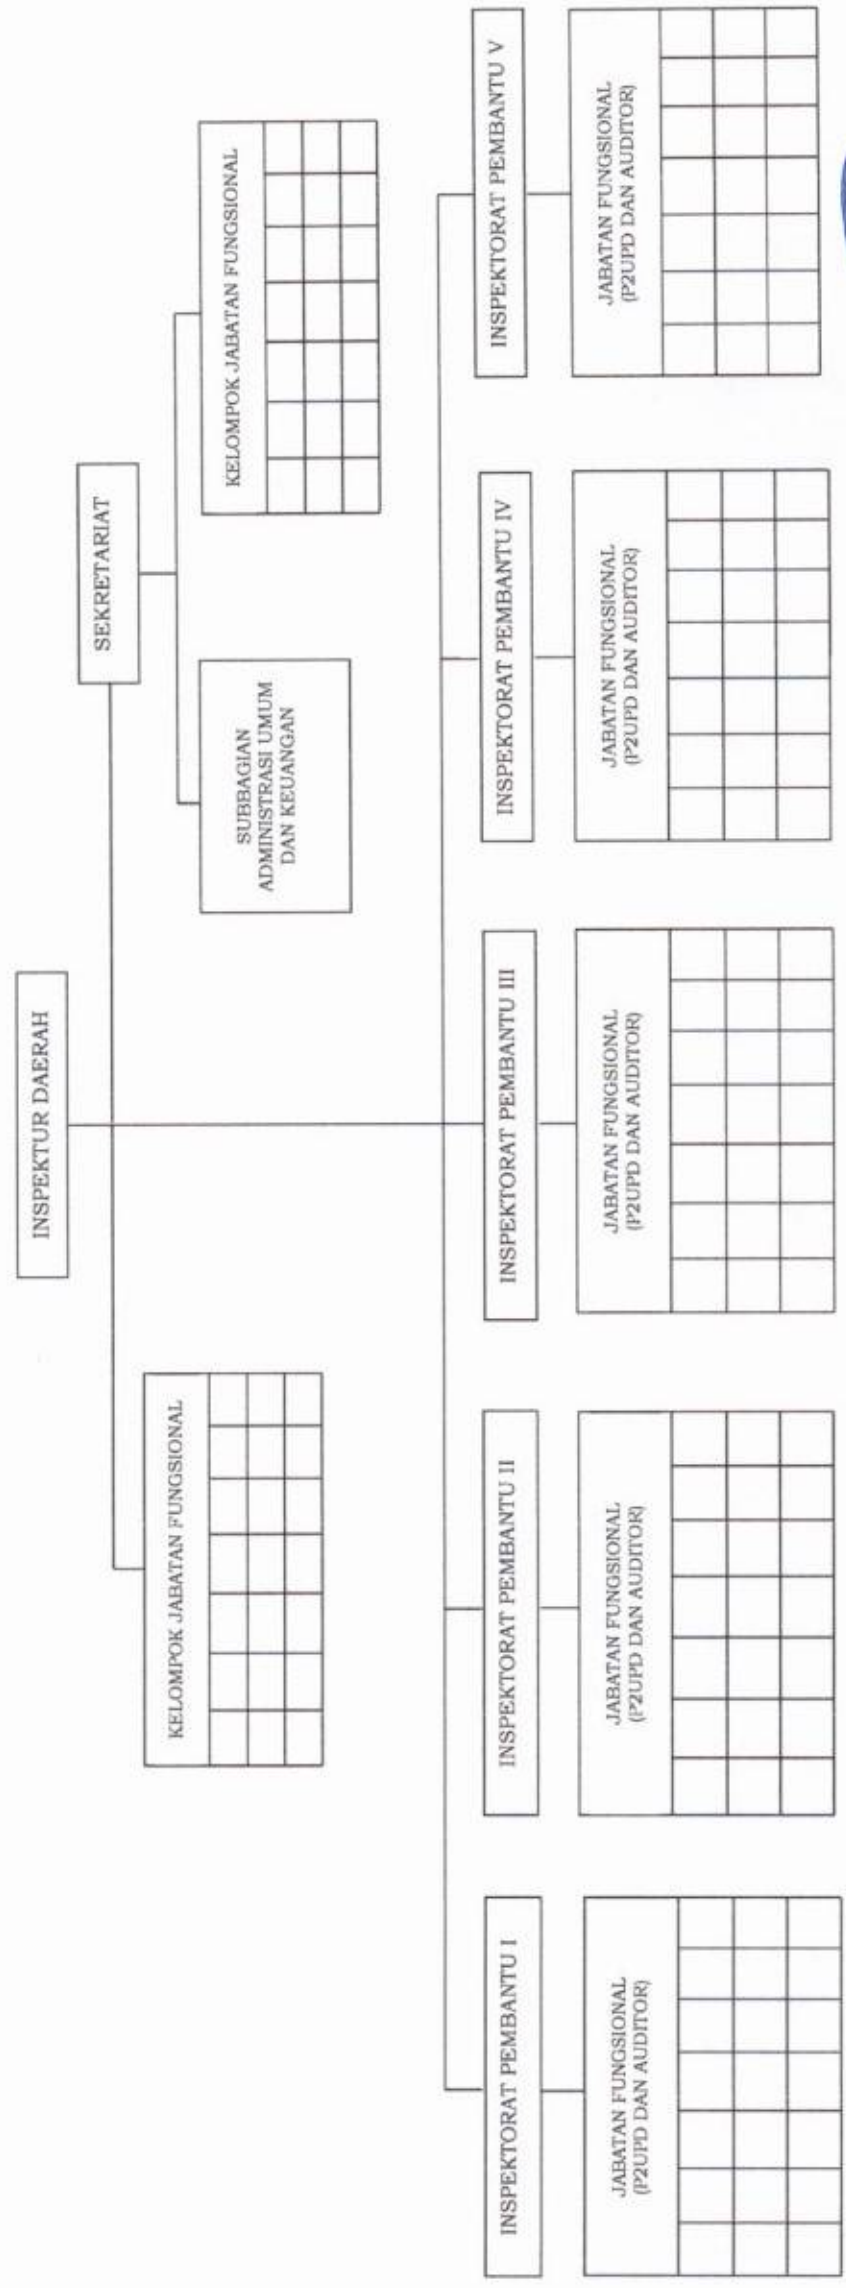 INSPEKTUR DAERAH
SEKRETARIAT
KELOMPOK JABATAN FUNGSIONAL
SUBBAGIAN
ADMINISTRASI UMUM
DAN KEUANGAN
KELOMPOK JABATAN FUNGSIONAL
INSPEKTORAT PEMBANTU I
INSPEKTORAT PEMBANTU II
INSPEKTORAT PEMBANTU III
INSPEKTORAT PEMBANTU IV
INSPEKTORAT PEMBANTU V
JABATAN FUNGSIONAL
(P2UPD DAN AUDITOR)
JABATAN FUNGSIONAL
(P2UPD DAN AUDITOR)
JABATAN FUNGSIONAL
(P2UPD DAN AUDITOR)
JABATAN FUNGSIONAL
(P2UPD DAN AUDITOR)
JABATAN FUNGSIONAL
(P2UPD DAN AUDITOR)